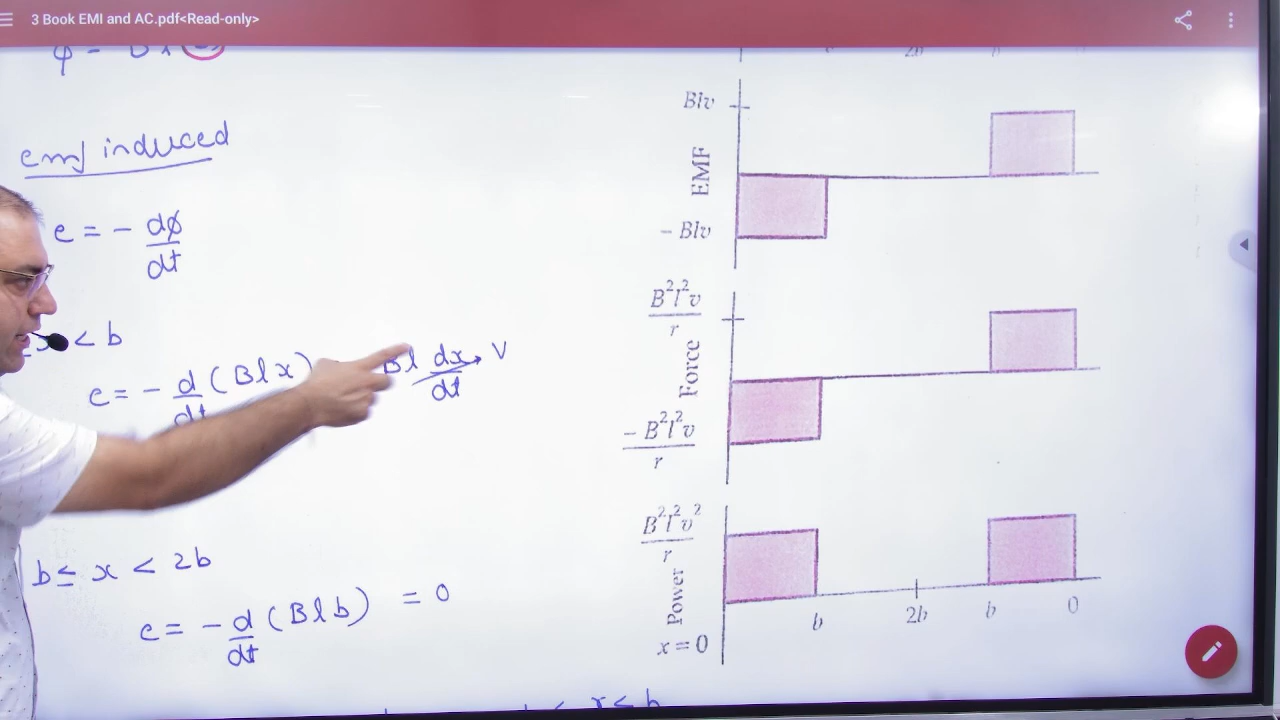 3 Book EMI and AC.pdf<Read-only>
2b b
emf induced
e = - dφ/dt
x < b
e = - d/dt (Blx)
Bl dx/dt → V
b ≤ x < 2b
e = - d/dt (Blb) = 0
x < b
Blv
EMF
- Blv
B²l²v/r
Force
- B²l²v/r
B²l²v²/r
Power
x = 0
b 2b b 0